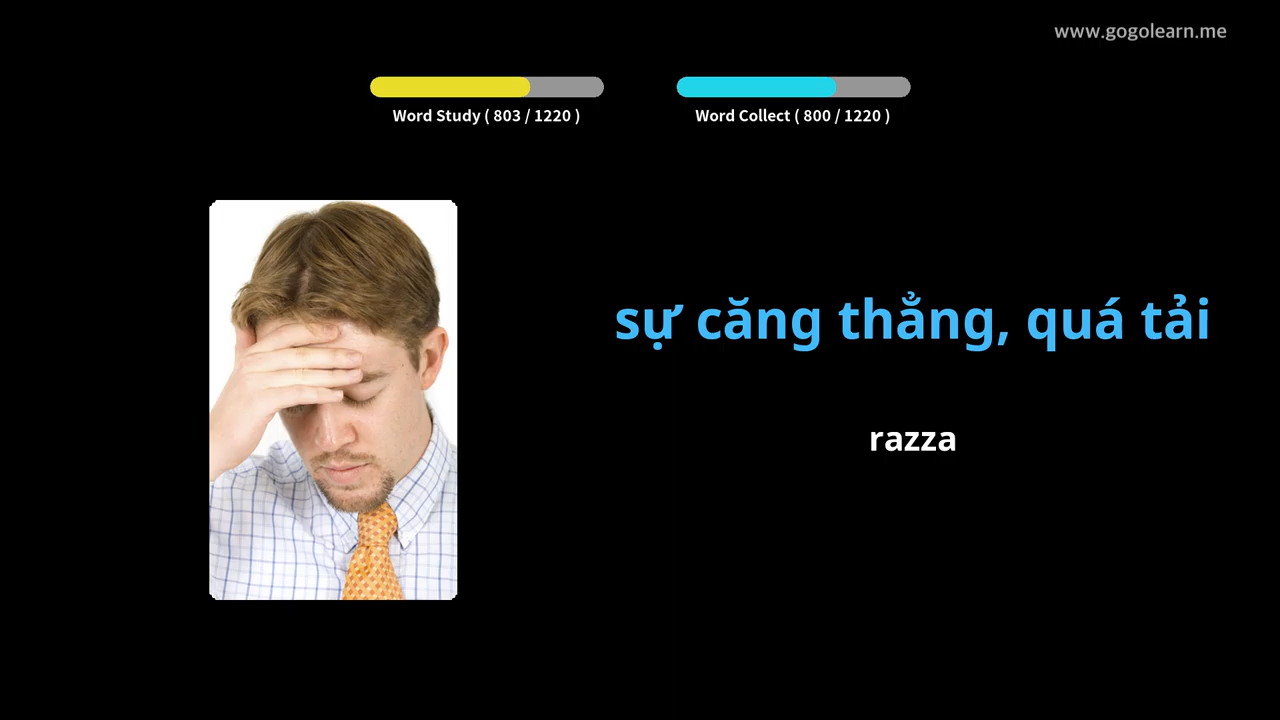 www.gogolearn.me
Word Study ( 803 / 1220 )
Word Collect ( 800 / 1220 )
sự căng thẳng, quá tải
razza